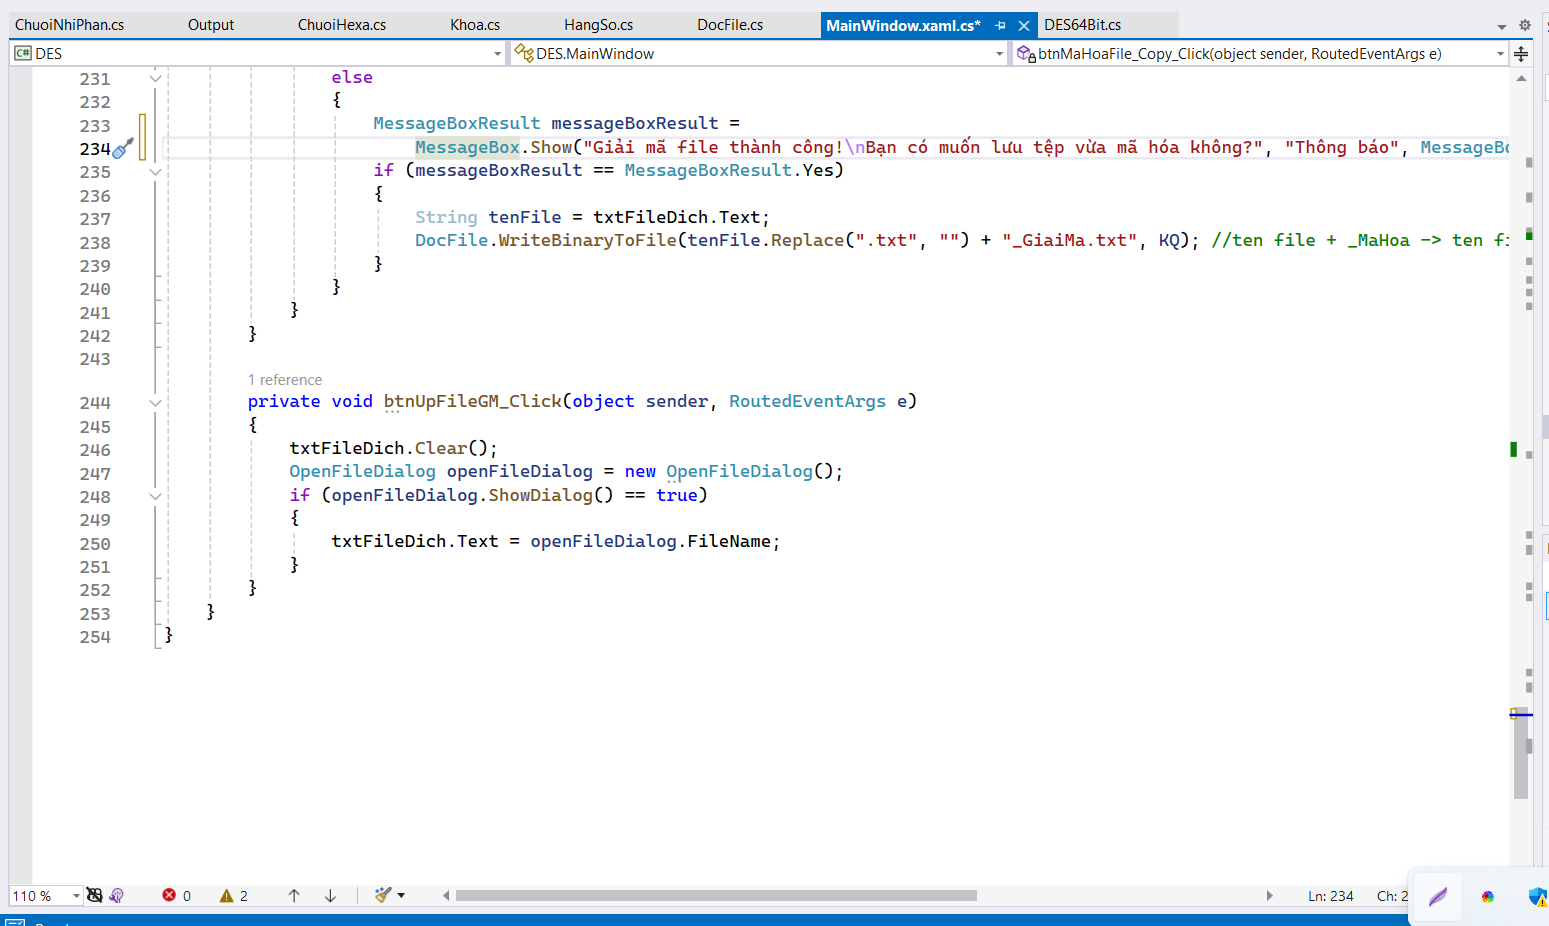 ChuoiNhiPhan.cs Output ChuoiHexa.cs Khoa.cs HangSo.cs DocFile.cs MainWindow.xaml.cs* DES64Bit.cs
C# DES DES.MainWindow btnMaHoaFile_Copy_Click(object sender, RoutedEventArgs e)
231 else
232 {
233 MessageBoxResult messageBoxResult =
234 MessageBox.Show("Giải mã file thành công!\nBạn có muốn lưu tệp vừa mã hóa không?", "Thông báo", MessageBo
235 if (messageBoxResult == MessageBoxResult.Yes)
236 {
237 String tenFile = txtFileDich.Text;
238 DocFile.WriteBinaryToFile(tenFile.Replace(".txt", "") + "_GiaiMa.txt", KQ); //ten file + _MaHoa -> ten fi
239 }
240 }
241 }
242 }
243
1 reference
244 private void btnUpFileGM_Click(object sender, RoutedEventArgs e)
245 {
246 txtFileDich.Clear();
247 OpenFileDialog openFileDialog = new OpenFileDialog();
248 if (openFileDialog.ShowDialog() == true)
249 {
250 txtFileDich.Text = openFileDialog.FileName;
251 }
252 }
253 }
254 }
110 % 0 2 Ln: 234 Ch: 2